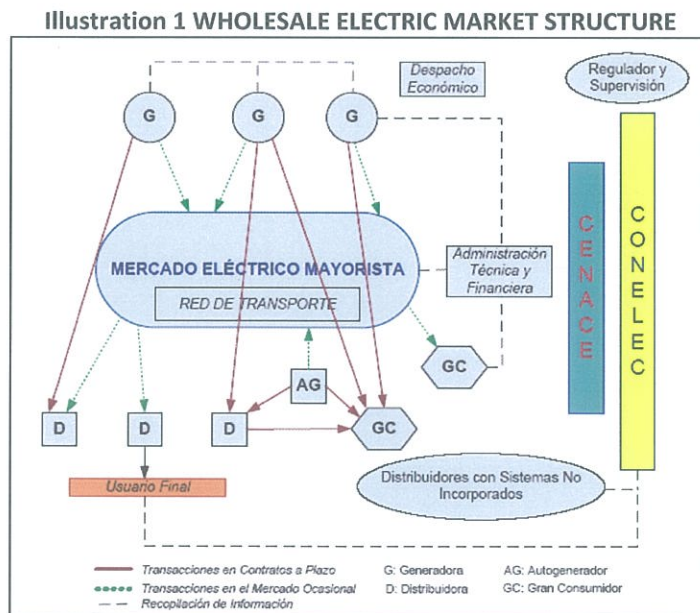 Illustration 1 WHOLESALE ELECTRIC MARKET STRUCTURE
Despacho
Económico
Regulador y
Supervisión
G
G
G
CENACE
CONELEC
MERCADO ELÉCTRICO MAYORISTA
RED DE TRANSPORTE
Administración
Técnica y
Financiera
GC
AG
D
D
D
GC
Usuario Final
Distribuidores con Sistemas No
Incorporados
Transacciones en Contratos a Plazo
G: Generadora
AG: Autogenerador
Transacciones en el Mercado Ocasional
D: Distribuidora
GC: Gran Consumidor
Recopilación de Información